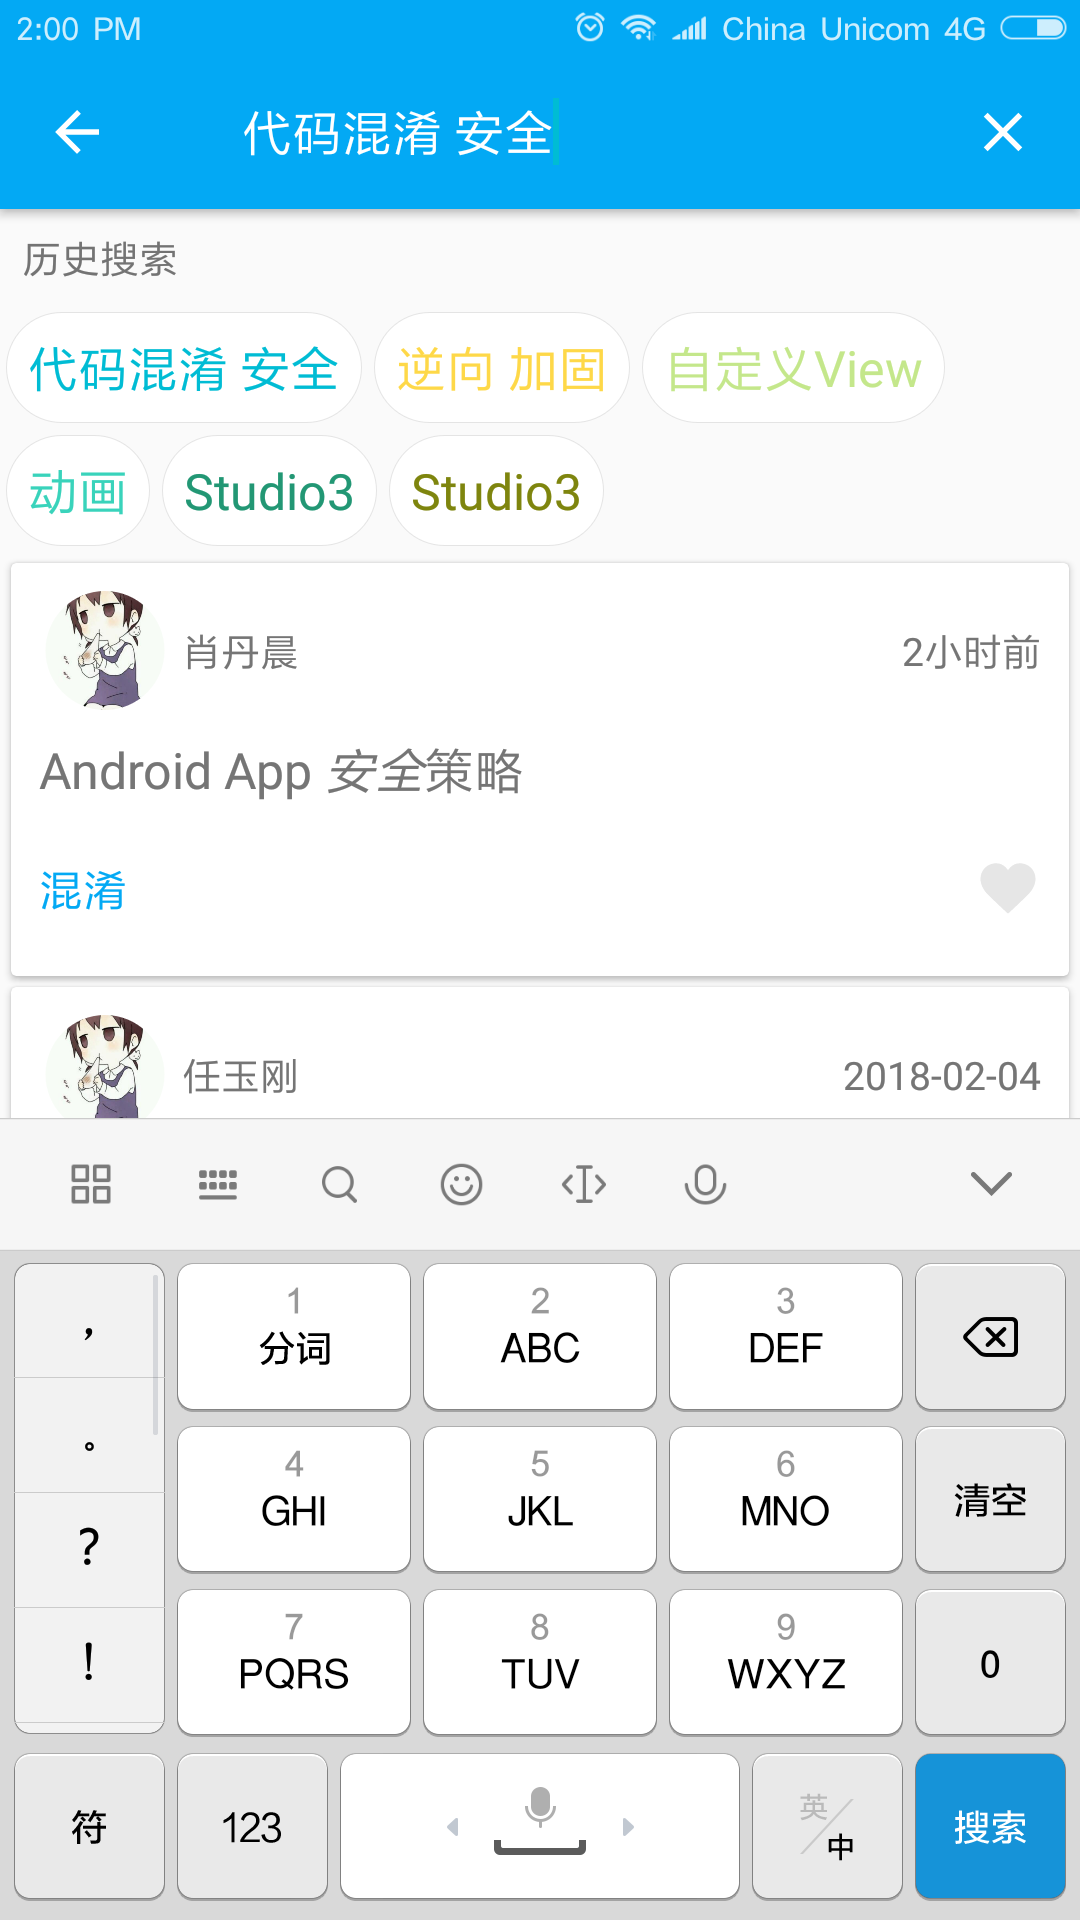 2:00 PM China Unicom 4G
代码混淆 安全
历史搜索
代码混淆 安全 逆向 加固 自定义View
动画 Studio3 Studio3
肖丹晨 2小时前
Android App 安全策略
混淆
任玉刚 2018-02-04
， 1 2 3
分词 ABC DEF
。 4 5 6
GHI JKL MNO 清空
? 7 8 9
! PQRS TUV WXYZ 0
符 123 英/中 搜索